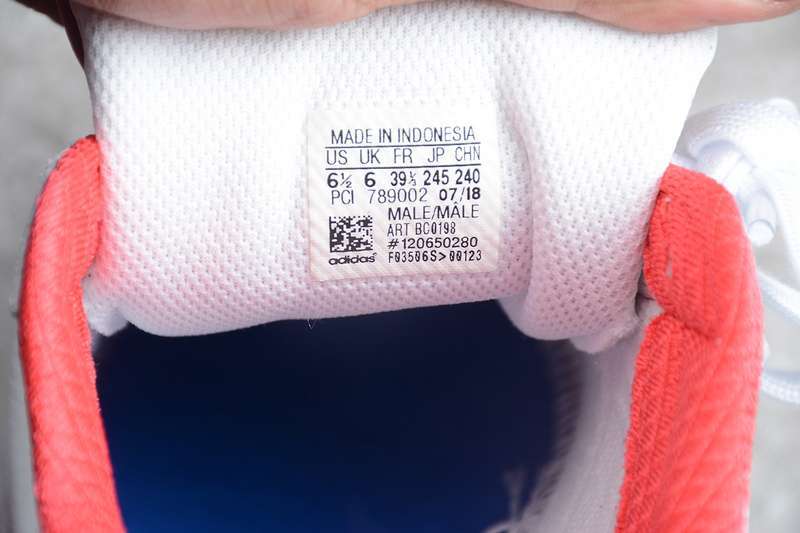 MADE IN INDONESIA
US UK FR JP CHN
6½ 6 39⅓ 245 240
PCI 789002 07/18
MALE/MÂLE
ART BC0198
#120650280
adidas F03506S>00123